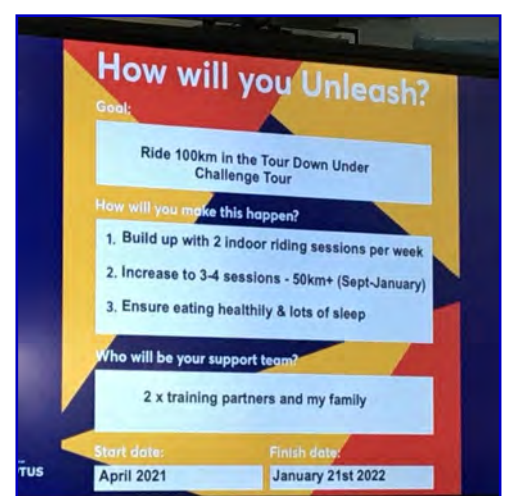 How will you Unleash?
Goal:
Ride 100km in the Tour Down Under
Challenge Tour
How will you make this happen?
1. Build up with 2 indoor riding sessions per week
2. Increase to 3-4 sessions - 50km+ (Sept-January)
3. Ensure eating healthily & lots of sleep
Who will be your support team?
2 x training partners and my family
Start date:
Finish date:
April 2021
January 21st 2022
TUS